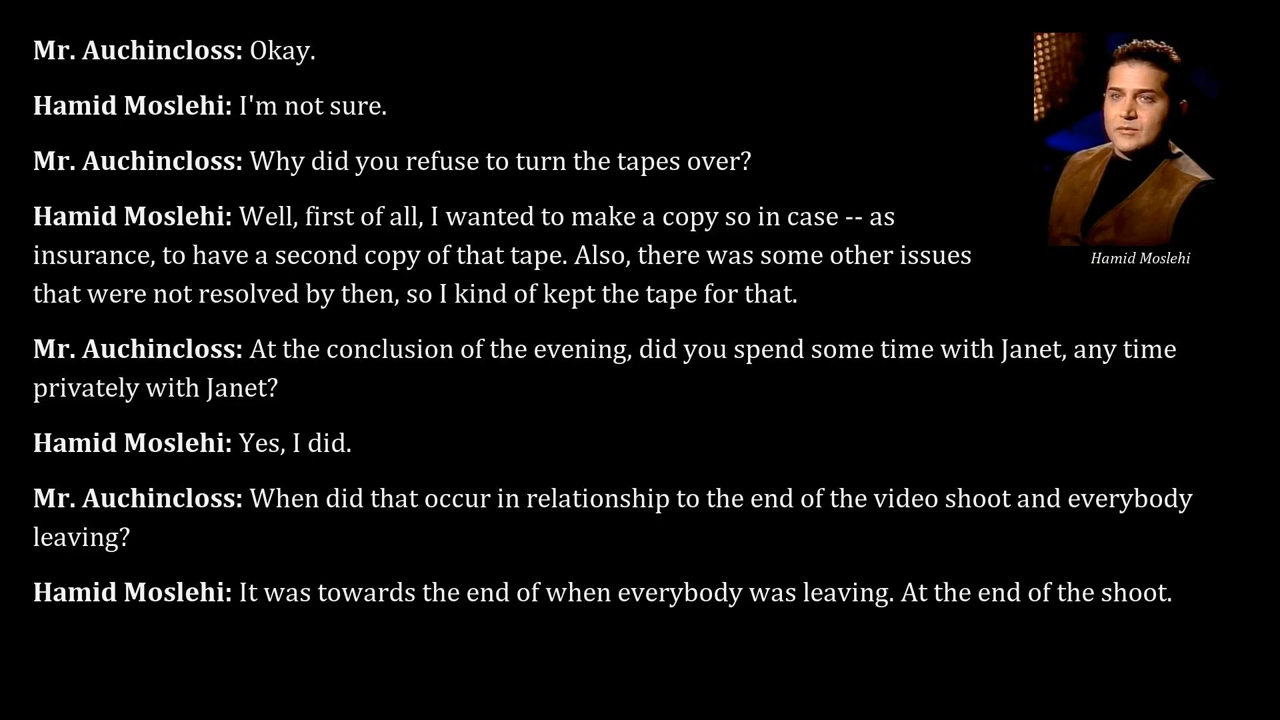 Mr. Auchincloss: Okay.
Hamid Moslehi: I'm not sure.
Mr. Auchincloss: Why did you refuse to turn the tapes over?
Hamid Moslehi: Well, first of all, I wanted to make a copy so in case -- as
insurance, to have a second copy of that tape. Also, there was some other issues
that were not resolved by then, so I kind of kept the tape for that.
Hamid Moslehi
Mr. Auchincloss: At the conclusion of the evening, did you spend some time with Janet, any time
privately with Janet?
Hamid Moslehi: Yes, I did.
Mr. Auchincloss: When did that occur in relationship to the end of the video shoot and everybody
leaving?
Hamid Moslehi: It was towards the end of when everybody was leaving. At the end of the shoot.